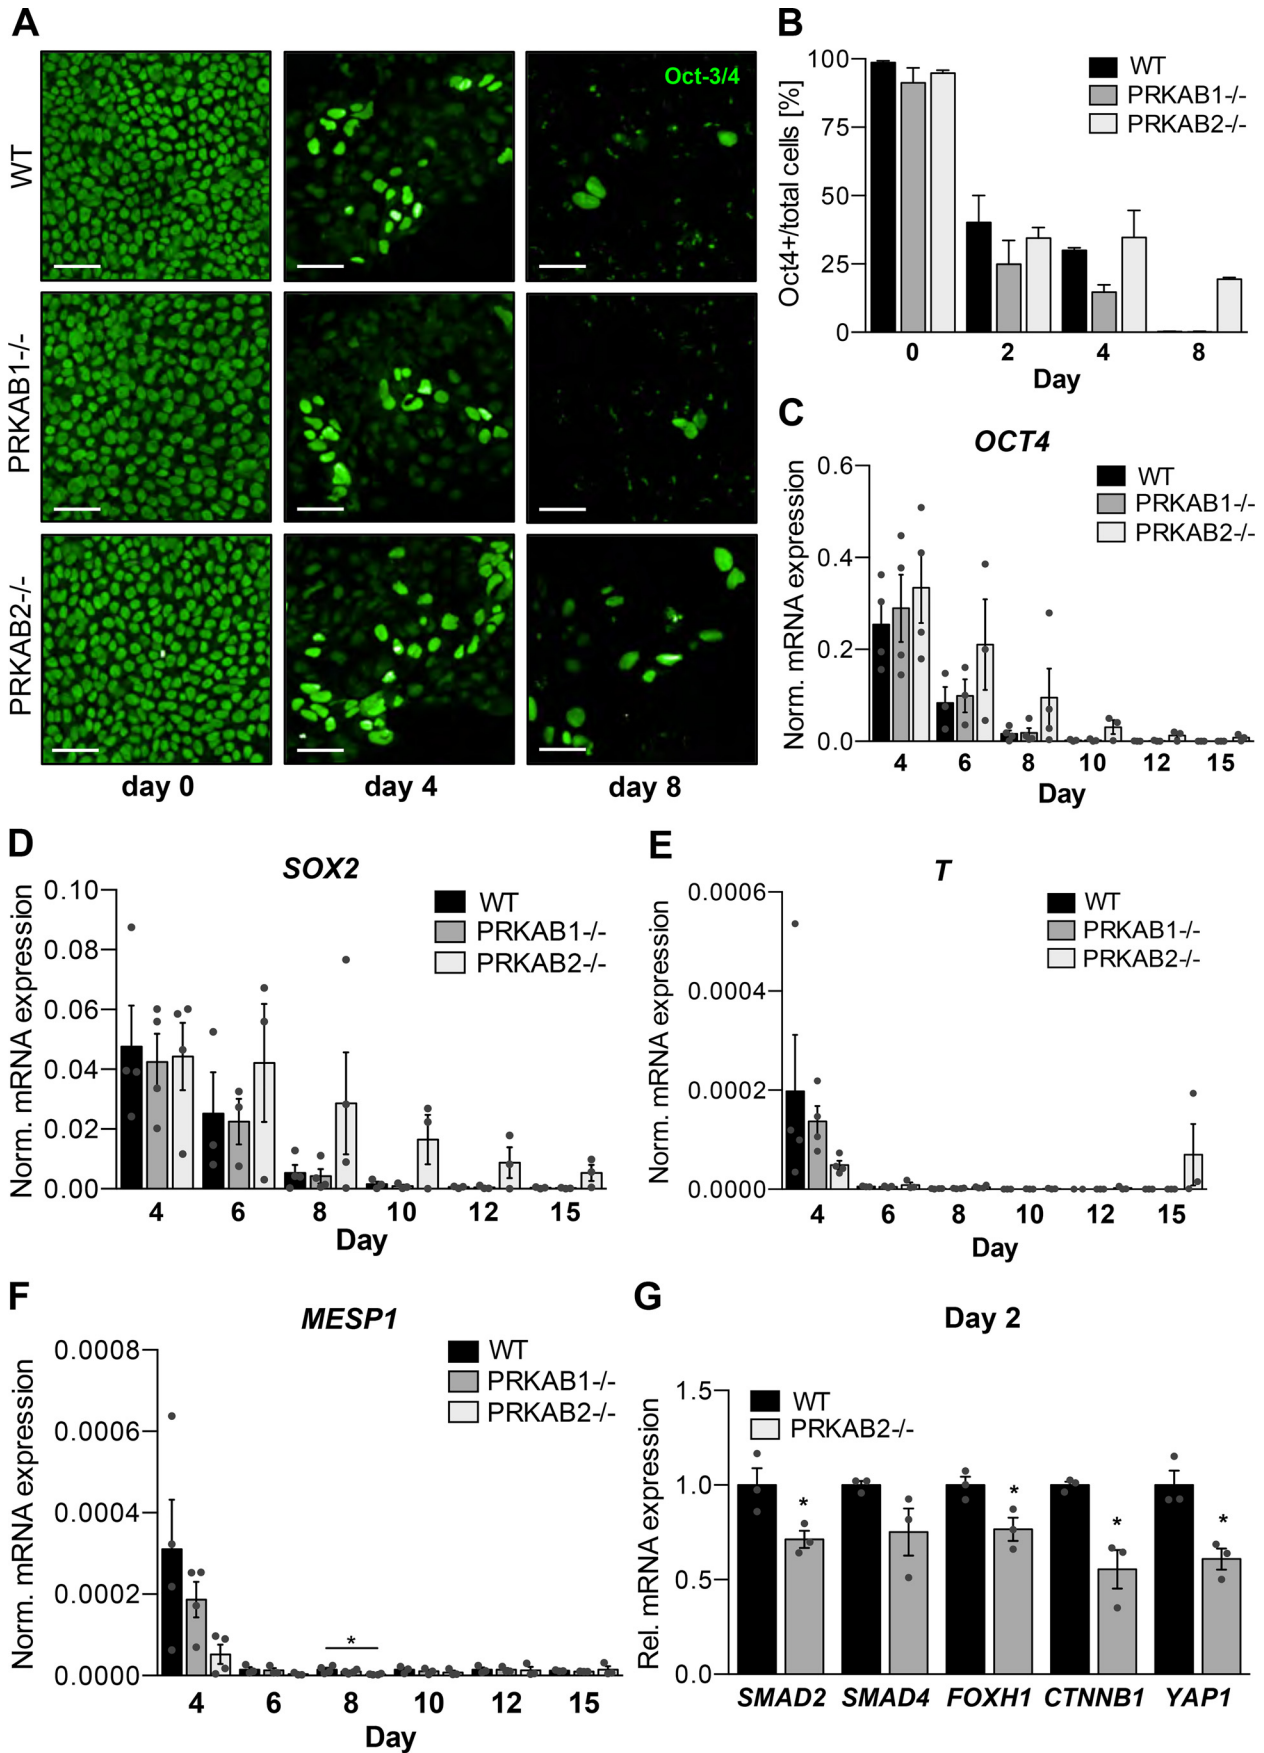 A
Oct-3/4
WT
PRKAB1-/-
PRKAB2-/-
day 0
day 4
day 8
B
Oct4+/total cells [%]
100
75
50
25
0
WT
PRKAB1-/-
PRKAB2-/-
0
2
4
8
Day
C
OCT4
Norm. mRNA expression
0.6
0.4
0.2
0.0
WT
PRKAB1-/-
PRKAB2-/-
4
6
8
10
12
15
Day
D
SOX2
Norm. mRNA expression
0.10
0.08
0.06
0.04
0.02
0.00
WT
PRKAB1-/-
PRKAB2-/-
4
6
8
10
12
15
Day
E
T
Norm. mRNA expression
0.0006
0.0004
0.0002
0.0000
WT
PRKAB1-/-
PRKAB2-/-
4
6
8
10
12
15
Day
F
MESP1
Norm. mRNA expression
0.0008
0.0006
0.0004
0.0002
0.0000
WT
PRKAB1-/-
PRKAB2-/-
*
4
6
8
10
12
15
Day
G
Day 2
Rel. mRNA expression
1.5
1.0
0.5
0.0
WT
PRKAB2-/-
*
*
*
*
SMAD2
SMAD4
FOXH1
CTNNB1
YAP1